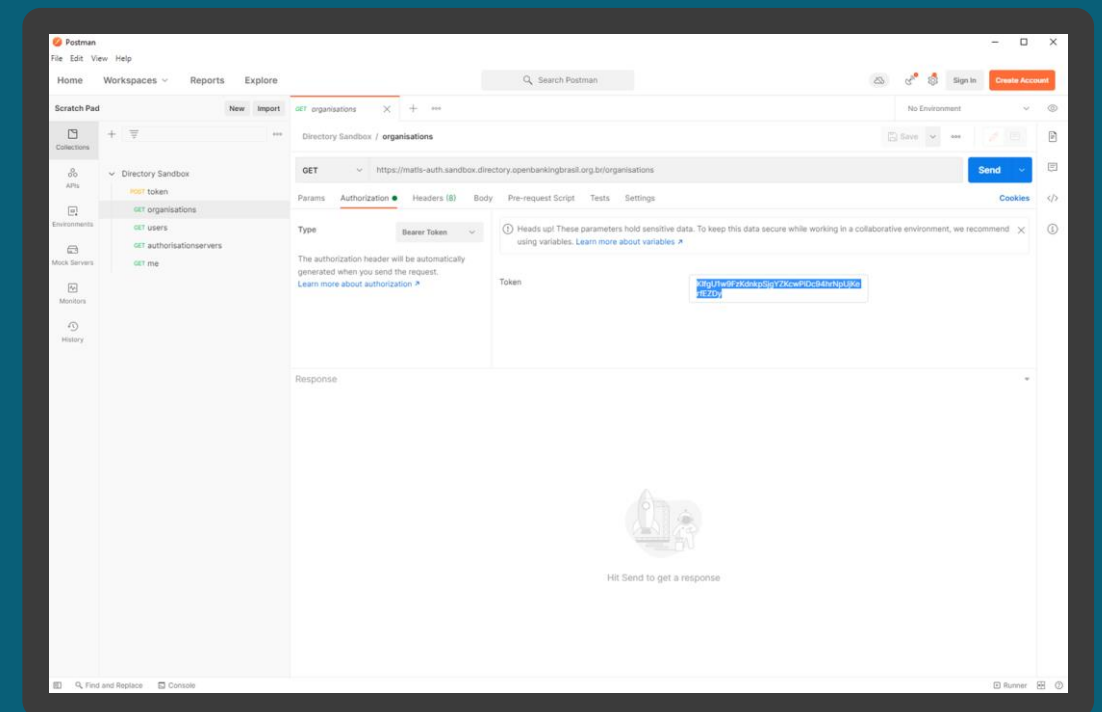 Postman
File Edit View Help
Home Workspaces Reports Explore
Search Postman
Sign In
Create Account
Scratch Pad
New Import
GET organisations
No Environment
Collections
APIs
Environments
Mock Servers
Monitors
History
Directory Sandbox
POST token
GET organisations
GET users
GET authorisationservers
GET me
Directory Sandbox / organisations
Save
GET https://matls-auth.sandbox.directory.openbankingbrasil.org.br/organisations
Send
Params Authorization Headers (8) Body Pre-request Script Tests Settings
Cookies
Type
Bearer Token
The authorization header will be automatically
generated when you send the request.
Learn more about authorization
Heads up! These parameters hold sensitive data. To keep this data secure while working in a collaborative environment, we recommend
using variables. Learn more about variables
Token
Response
Hit Send to get a response
Find and Replace Console
Runner